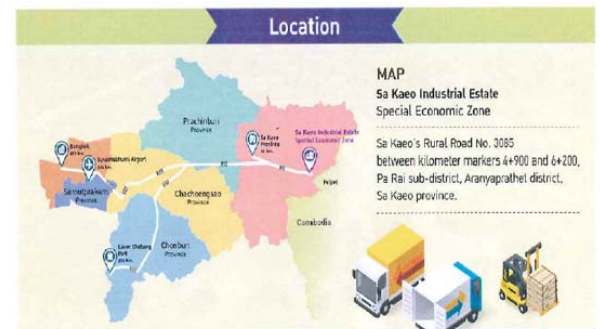 Location
MAP
Sa Kaeo Industrial Estate
Special Economic Zone
Sa Kaeo's Rural Road No. 3085
between kilometer markers 4+900 and 6+200,
Pa Rai sub-district, Aranyaprathet district,
Sa Kaeo province.
Prachinburi
Province
Sa Kaeo
Province
Sa Kaeo Industrial Estate
Special Economic Zone
Bangkok
Suvarnabhumi Airport
Samutprakarn
Province
Chachoengsao
Province
Poipet
Cambodia
Chonburi
Province
Laem Chabang
Port